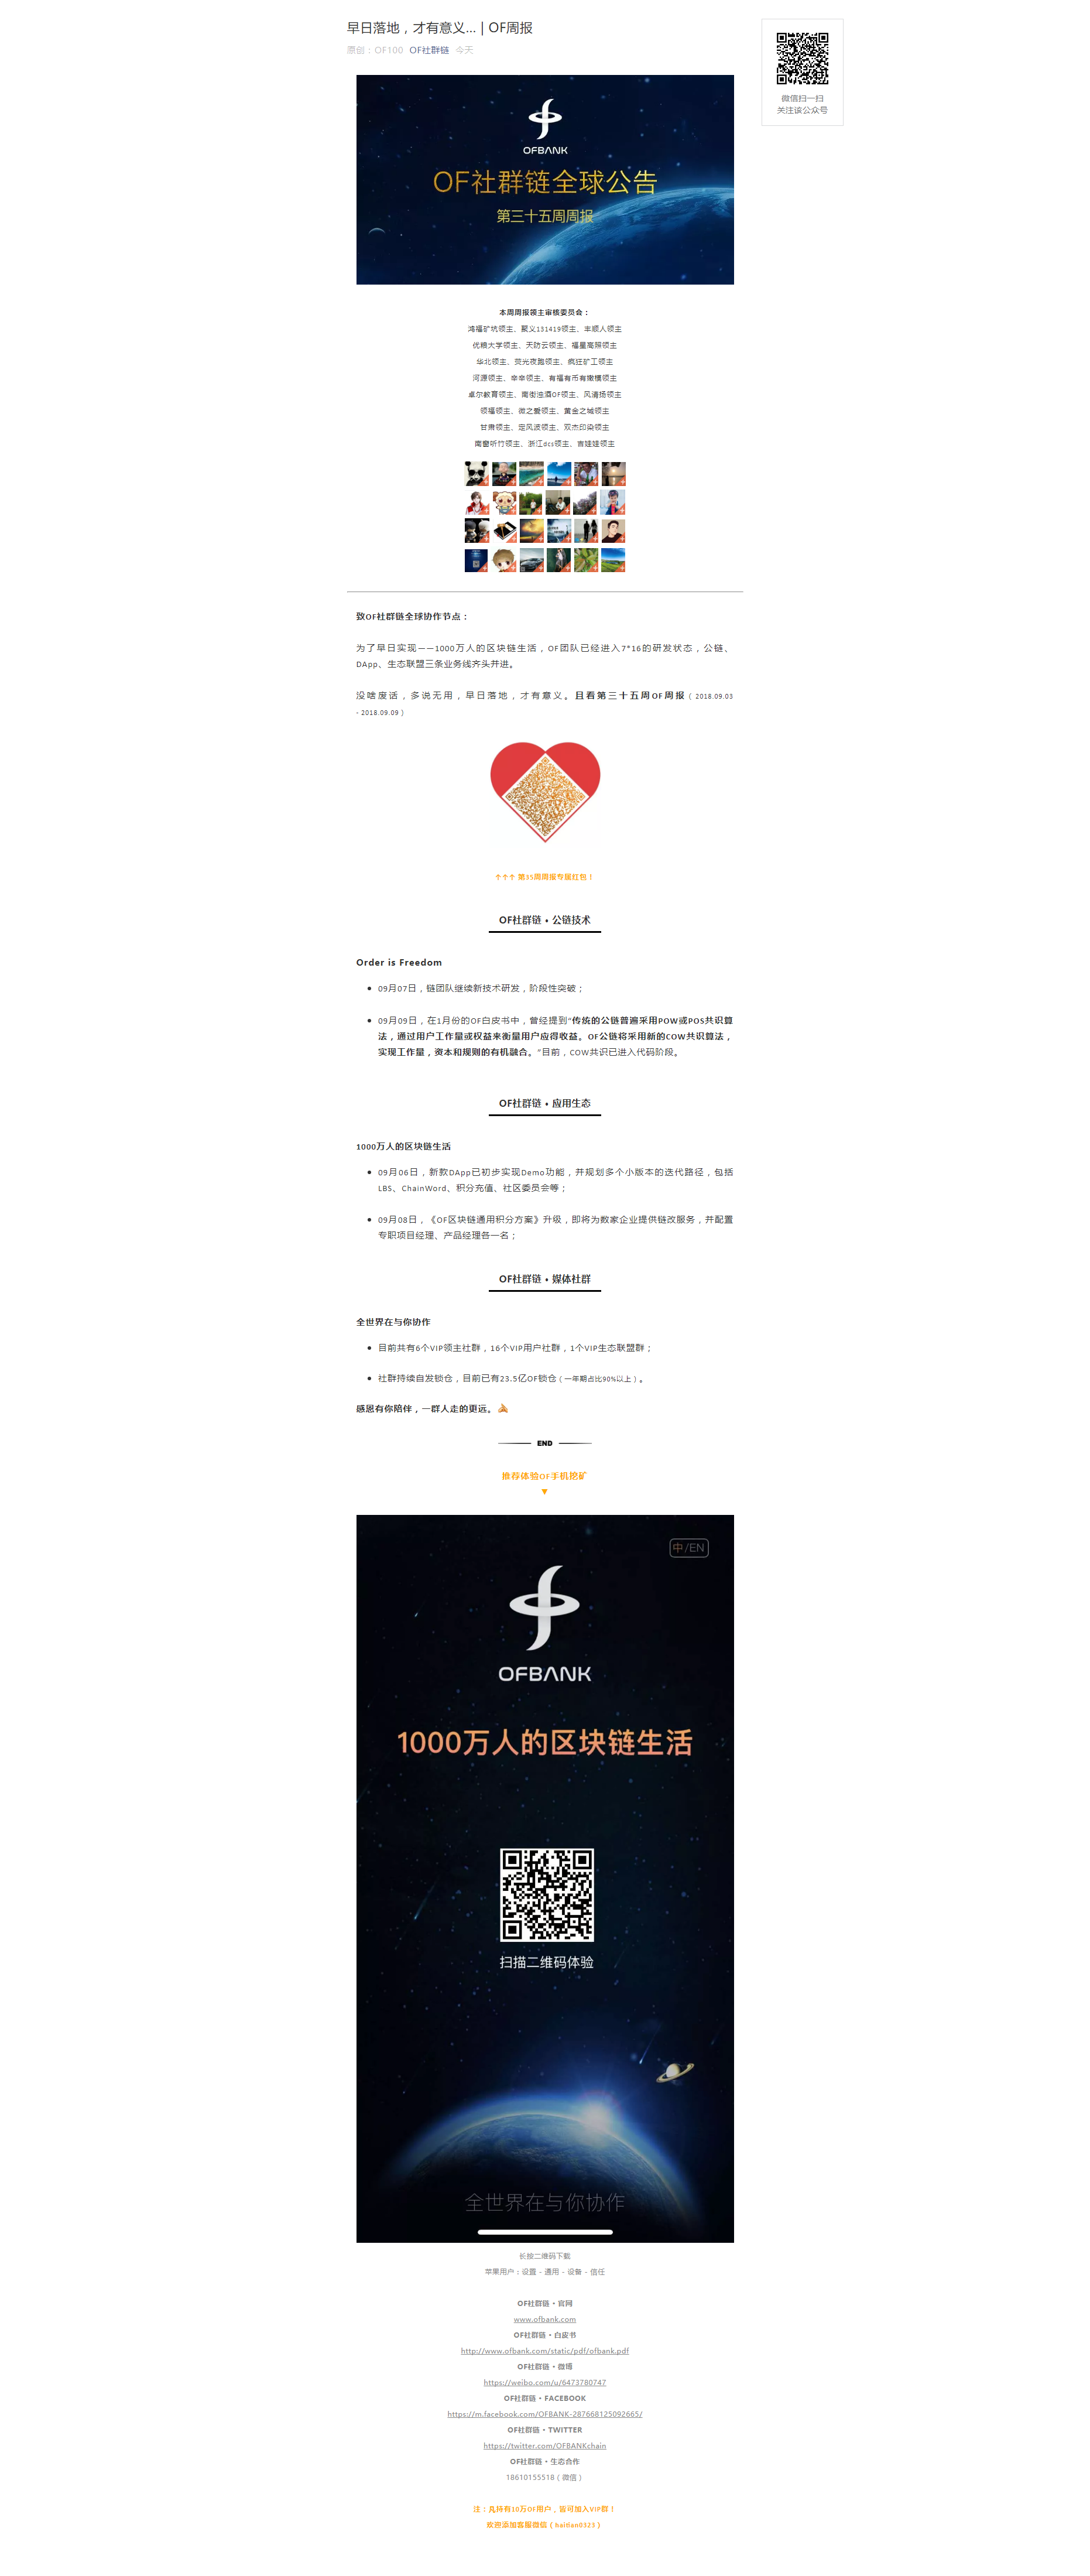 早日落地，才有意义... | OF周报
原创：OF100 OF社群链 今天
微信扫一扫
关注该公众号
OFBANK
OF社群链全球公告
第三十五周周报
本周周报领主审核委员会：
鸿福矿坑领主、聚义131419领主、丰顺人领主
优粮大学领主、天防云领主、福星高照领主
华北领主、荧光夜跑领主、疯狂矿工领主
河源领主、辛辛领主、有福有币有嫩模领主
卓尔教育领主、南街浊酒OF领主、风清扬领主
领福领主、微之爱领主、黄金之城领主
甘肃领主、定风波领主、双杰印染领主
南窗听竹领主、浙江dcs领主、吉娃娃领主
致OF社群链全球协作节点：
为了早日实现——1000万人的区块链生活，OF团队已经进入7*16的研发状态，公链、
DApp、生态联盟三条业务线齐头开进。
没啥废话，多说无用，早日落地，才有意义。且看第三十五周OF周报（2018.09.03
- 2018.09.09）
↑↑↑ 第35周周报专属红包！
OF社群链 • 公链技术
Order is Freedom
09月07日，链团队继续新技术研发，阶段性突破；
09月09日，在1月份的OF白皮书中，曾经提到“传统的公链普遍采用POW或POS共识算
法，通过用户工作量或权益来衡量用户应得收益。OF公链将采用新的COW共识算法，
实现工作量，资本和规则的有机融合。”目前，COW共识已进入代码阶段。
OF社群链 • 应用生态
1000万人的区块链生活
09月06日，新款DApp已初步实现Demo功能，并规划多个小版本的迭代路径，包括
LBS、ChainWord、积分充值、社区委员会等；
09月08日，《OF区块链通用积分方案》升级，即将为数家企业提供链改服务，并配置
专职项目经理、产品经理各一名；
OF社群链 • 媒体社群
全世界在与你协作
目前共有6个VIP领主社群，16个VIP用户社群，1个VIP生态联盟群；
社群持续自发锁仓，目前已有23.5亿OF锁仓（一年期占比90%以上）。
感恩有你陪伴，一群人走的更远。
END
推荐体验OF手机挖矿
▼
中/EN
OFBANK
1000万人的区块链生活
扫描二维码体验
全世界在与你协作
长按二维码下载
苹果用户：设置 - 通用 - 设备 - 信任
OF社群链 • 官网
www.ofbank.com
OF社群链 • 白皮书
http://www.ofbank.com/static/pdf/ofbank.pdf
OF社群链 • 微博
https://weibo.com/u/6473780747
OF社群链 • FACEBOOK
https://m.facebook.com/OFBANK-287668125092665/
OF社群链 • TWITTER
https://twitter.com/OFBANKchain
OF社群链 • 生态合作
18610155518（微信）
注：凡持有10万OF用户，皆可加入VIP群！
欢迎添加客服微信（haitian0323）